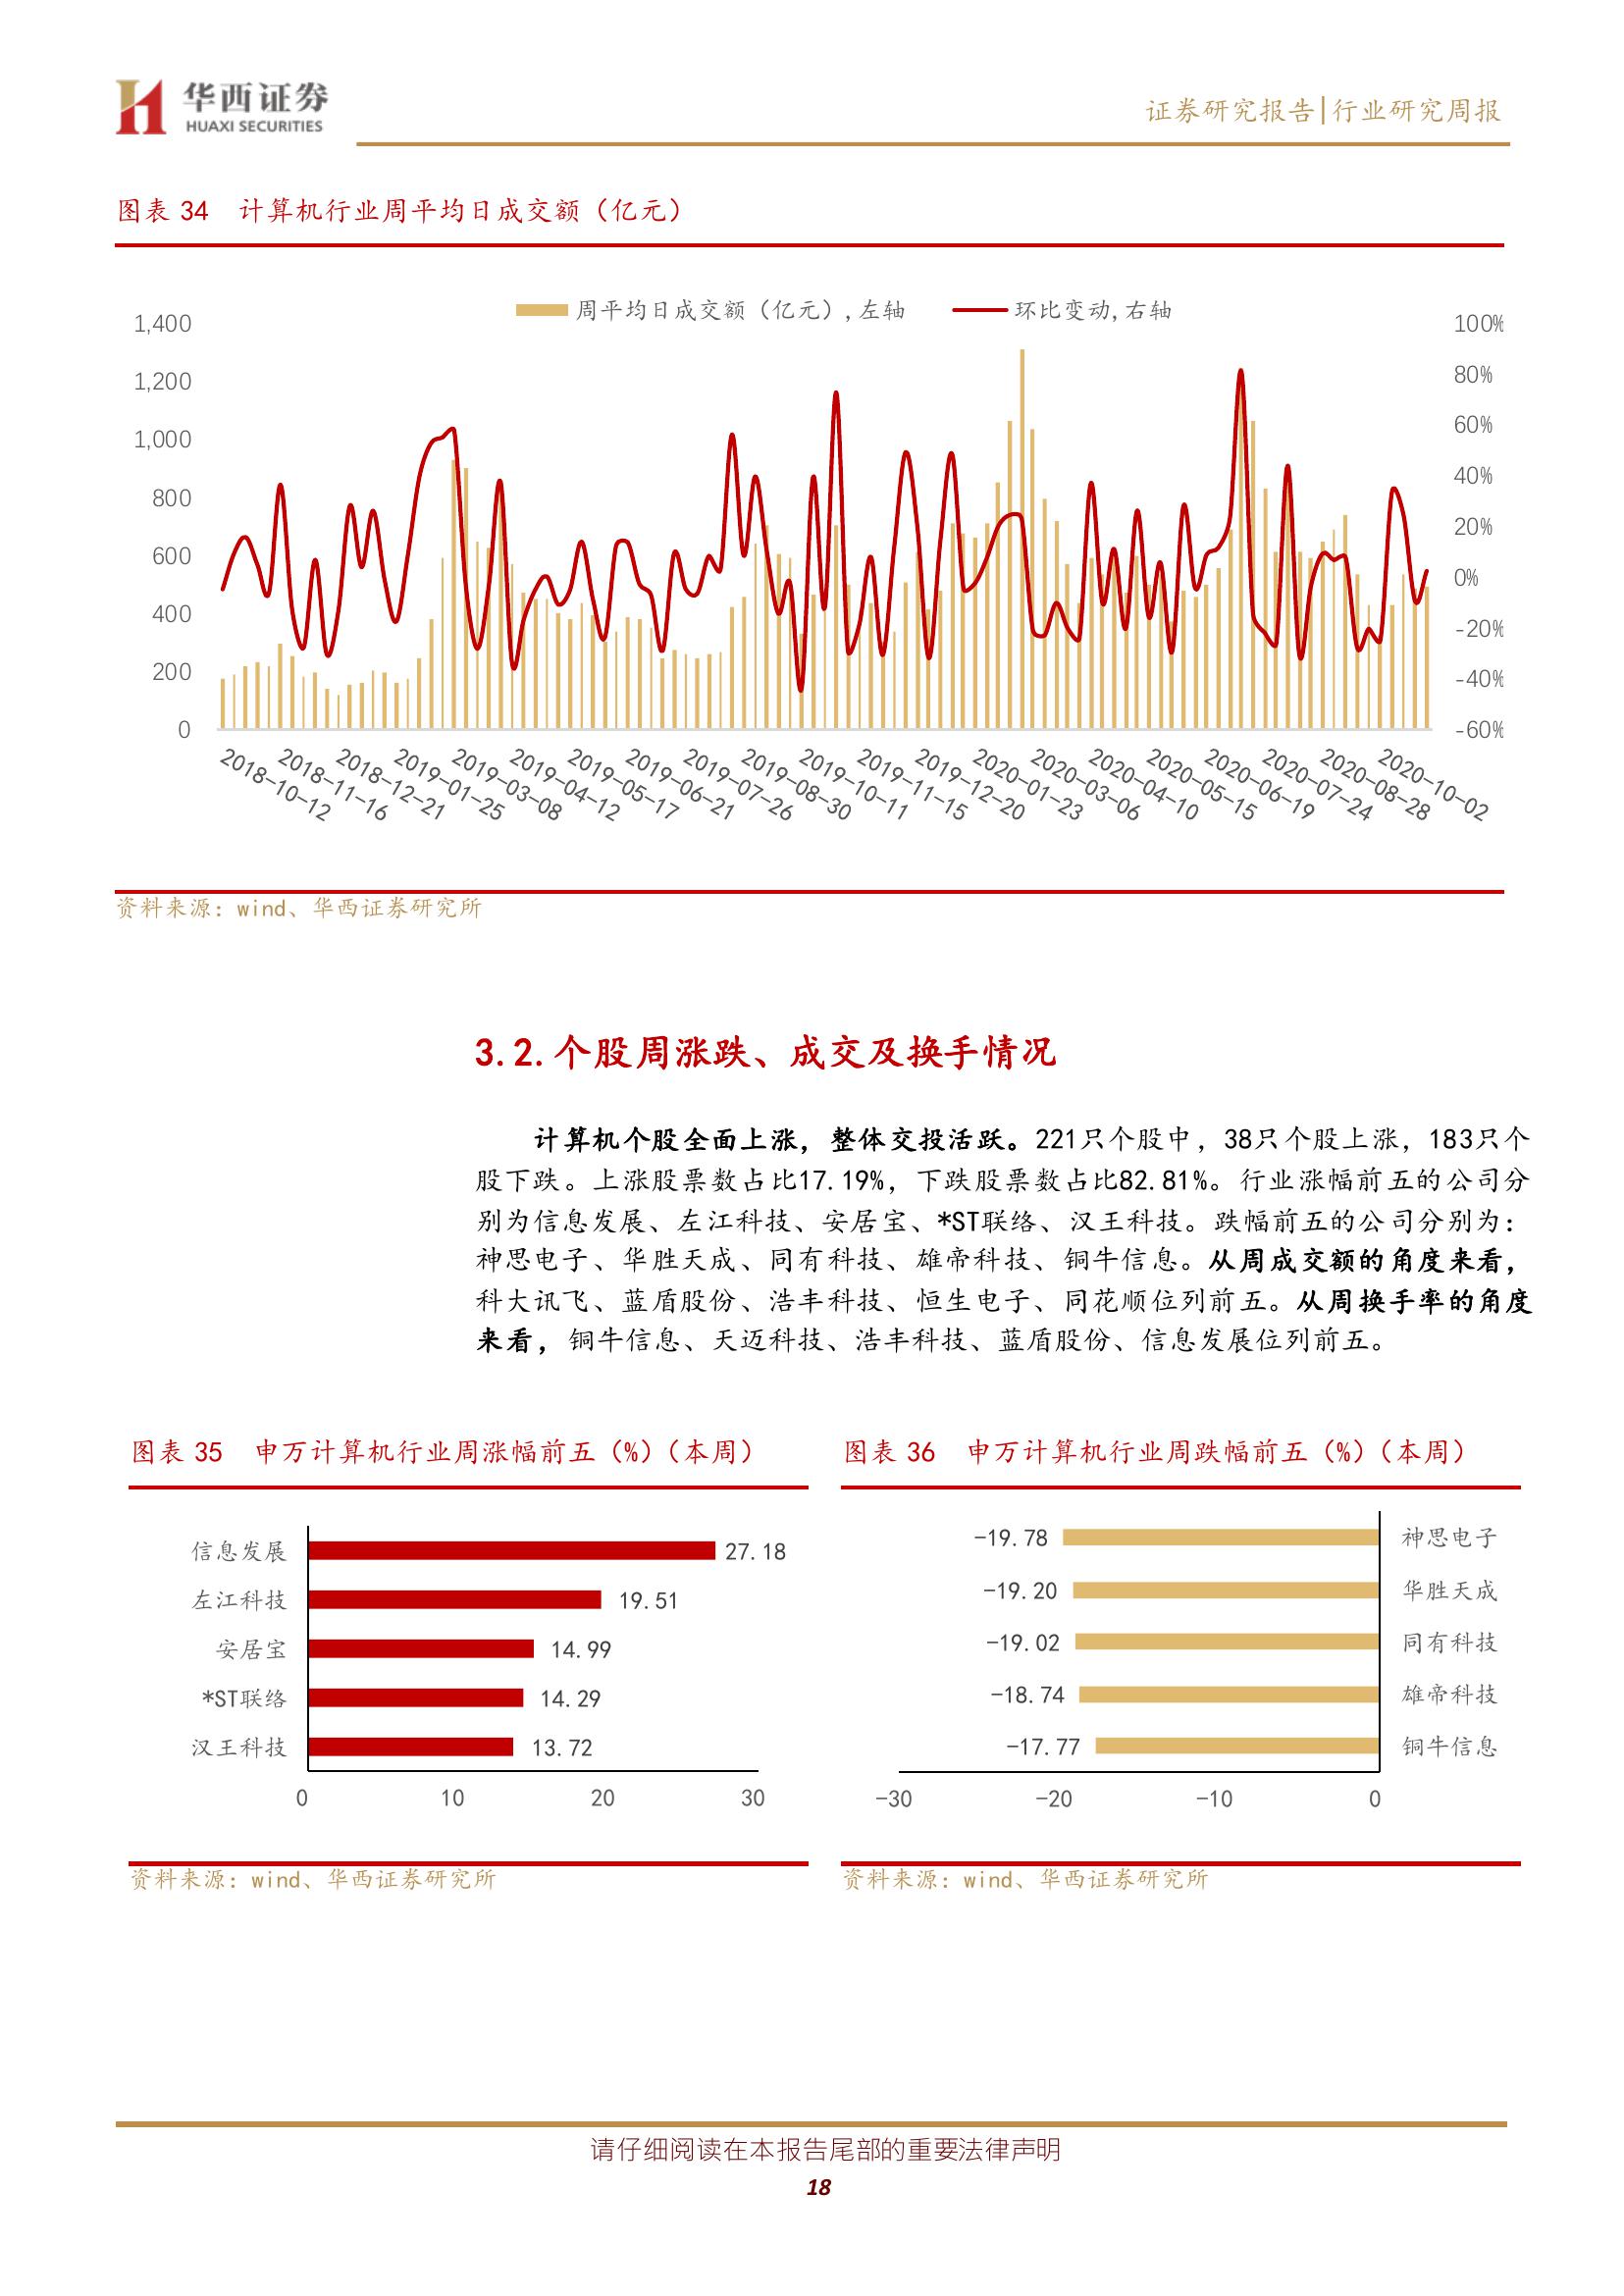 华西证券
HUAXI SECURITIES
证券研究报告|行业研究周报
图表 34 计算机行业周平均日成交额（亿元）
周平均日成交额（亿元）,左轴 环比变动,右轴
1,400
1,200
1,000
800
600
400
200
0
100%
80%
60%
40%
20%
0%
-20%
-40%
-60%
2018-10-12
2018-11-16
2018-12-21
2019-01-25
2019-03-08
2019-04-12
2019-05-17
2019-06-21
2019-07-26
2019-08-30
2019-10-11
2019-11-15
2019-12-20
2020-01-23
2020-03-06
2020-04-10
2020-05-15
2020-06-19
2020-07-24
2020-08-28
2020-10-02
资料来源：wind、华西证券研究所
3.2.个股周涨跌、成交及换手情况
计算机个股全面上涨，整体交投活跃。221只个股中，38只个股上涨，183只个
股下跌。上涨股票数占比17.19%，下跌股票数占比82.81%。行业涨幅前五的公司分
别为信息发展、左江科技、安居宝、*ST联络、汉王科技。跌幅前五的公司分别为：
神思电子、华胜天成、同有科技、雄帝科技、铜牛信息。从周成交额的角度来看，
科大讯飞、蓝盾股份、浩丰科技、恒生电子、同花顺位列前五。从周换手率的角度
来看，铜牛信息、天迈科技、浩丰科技、蓝盾股份、信息发展位列前五。
图表 35 申万计算机行业周涨幅前五（%）（本周）
信息发展 27.18
左江科技 19.51
安居宝 14.99
*ST联络 14.29
汉王科技 13.72
0 10 20 30
资料来源：wind、华西证券研究所
图表 36 申万计算机行业周跌幅前五（%）（本周）
-19.78 神思电子
-19.20 华胜天成
-19.02 同有科技
-18.74 雄帝科技
-17.77 铜牛信息
-30 -20 -10 0
资料来源：wind、华西证券研究所
请仔细阅读在本报告尾部的重要法律声明
18